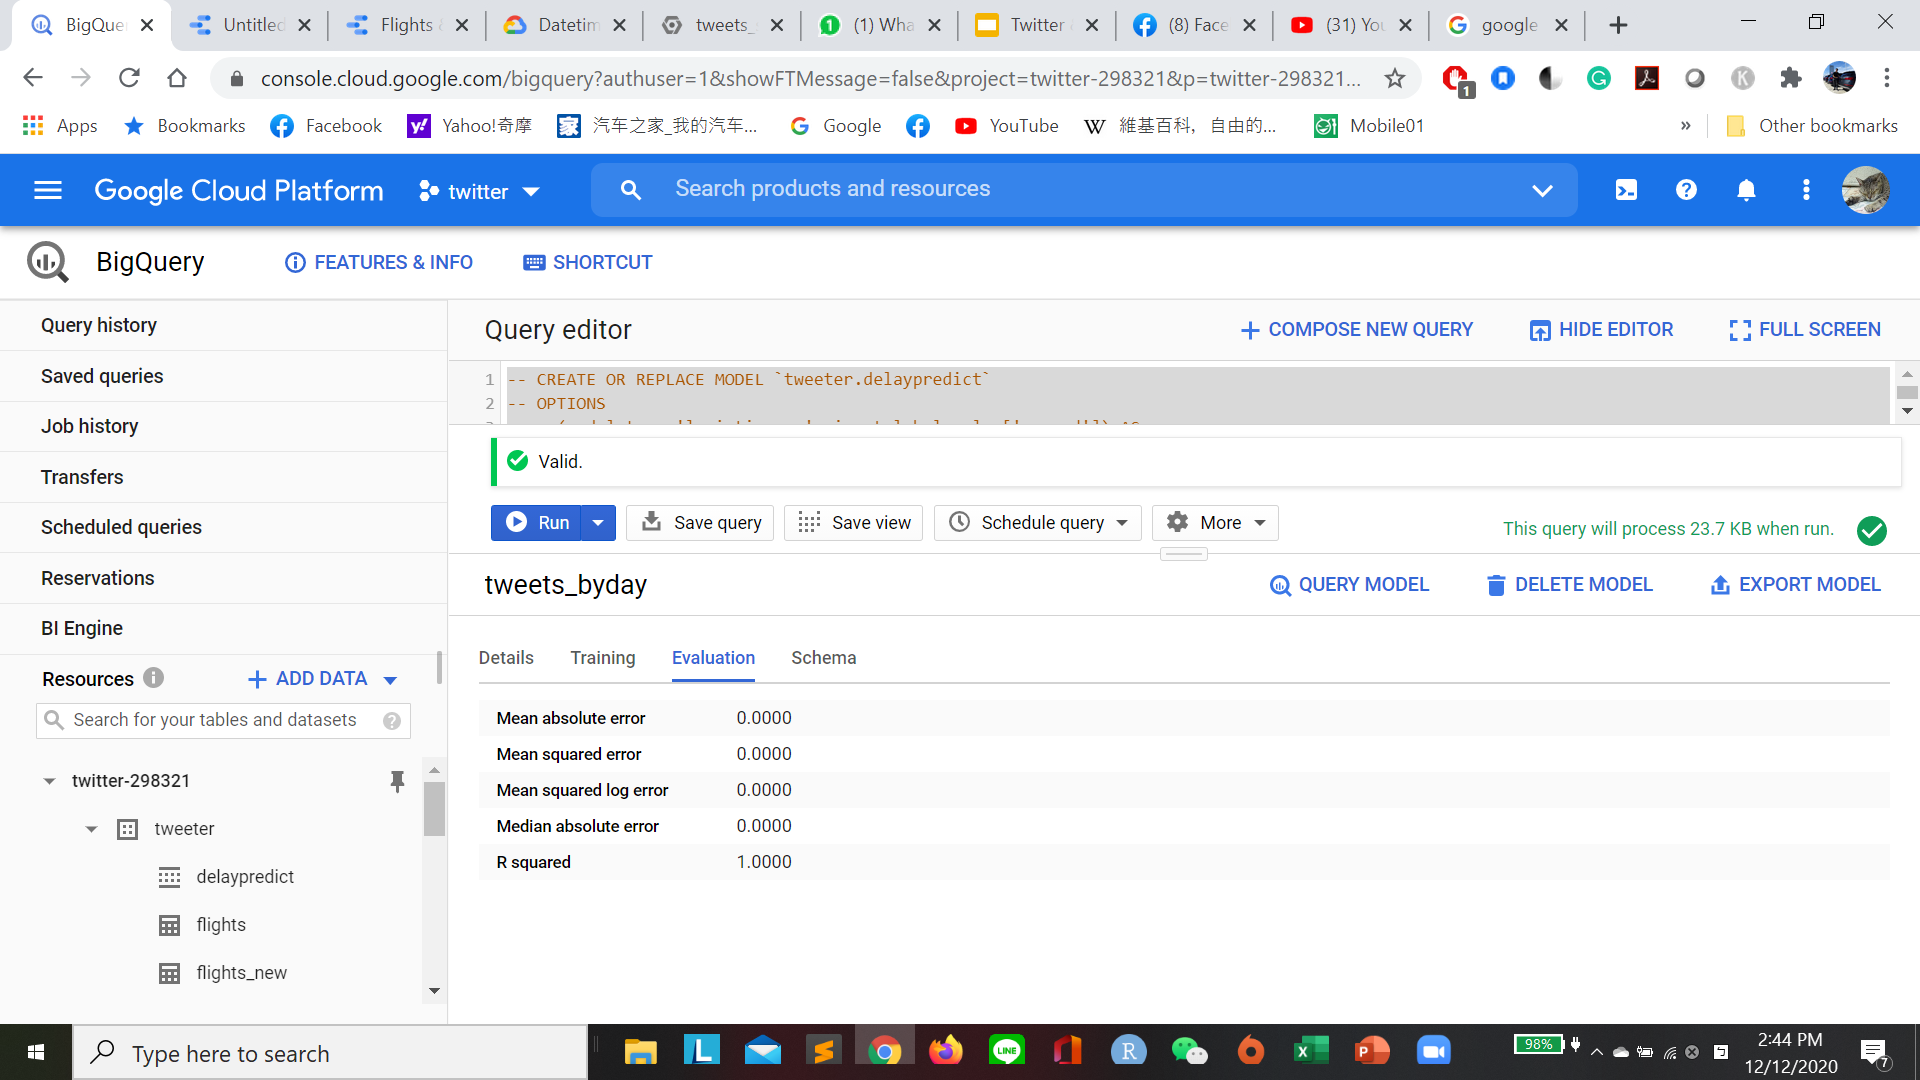 BigQue
Untitled
Flights &
Datetim
tweets_
(1) Wha
Twitter
(8) Face
(31) You
google
console.cloud.google.com/bigquery?authuser=1&showFTMessage=false&project=twitter-298321&p=twitter-298321...
1
Apps
Bookmarks
Facebook
Yahoo!奇摩
汽车之家_我的汽车...
Google
YouTube
維基百科，自由的...
Mobile01
»
Other bookmarks
Google Cloud Platform
twitter
Search products and resources
BigQuery
FEATURES & INFO
SHORTCUT
Query history
Saved queries
Job history
Transfers
Scheduled queries
Reservations
BI Engine
Resources
ADD DATA
Search for your tables and datasets
twitter-298321
tweeter
delaypredict
flights
flights_new
Query editor
COMPOSE NEW QUERY
HIDE EDITOR
FULL SCREEN
1 -- CREATE OR REPLACE MODEL `tweeter.delaypredict`
2 -- OPTIONS
Valid.
Run
Save query
Save view
Schedule query
More
This query will process 23.7 KB when run.
tweets_byday
QUERY MODEL
DELETE MODEL
EXPORT MODEL
Details
Training
Evaluation
Schema
Mean absolute error 0.0000
Mean squared error 0.0000
Mean squared log error 0.0000
Median absolute error 0.0000
R squared 1.0000
Type here to search
98%
2:44 PM
12/12/2020
7